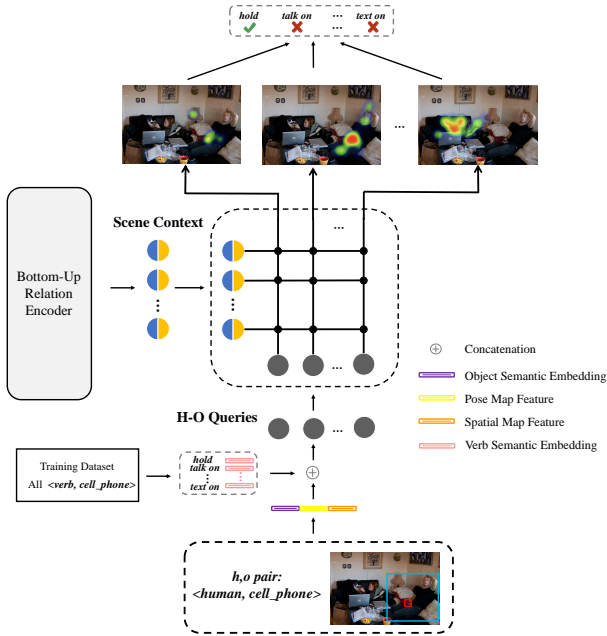 hold talk on ... text on
...
...
...
Scene Context
Bottom-Up
Relation
Encoder
Concatenation
Object Semantic Embedding
Pose Map Feature
Spatial Map Feature
Verb Semantic Embedding
H-O Queries
...
...
Training Dataset
All <verb, cell_phone>
hold
talk on
text on
h,o pair:
<human, cell_phone>